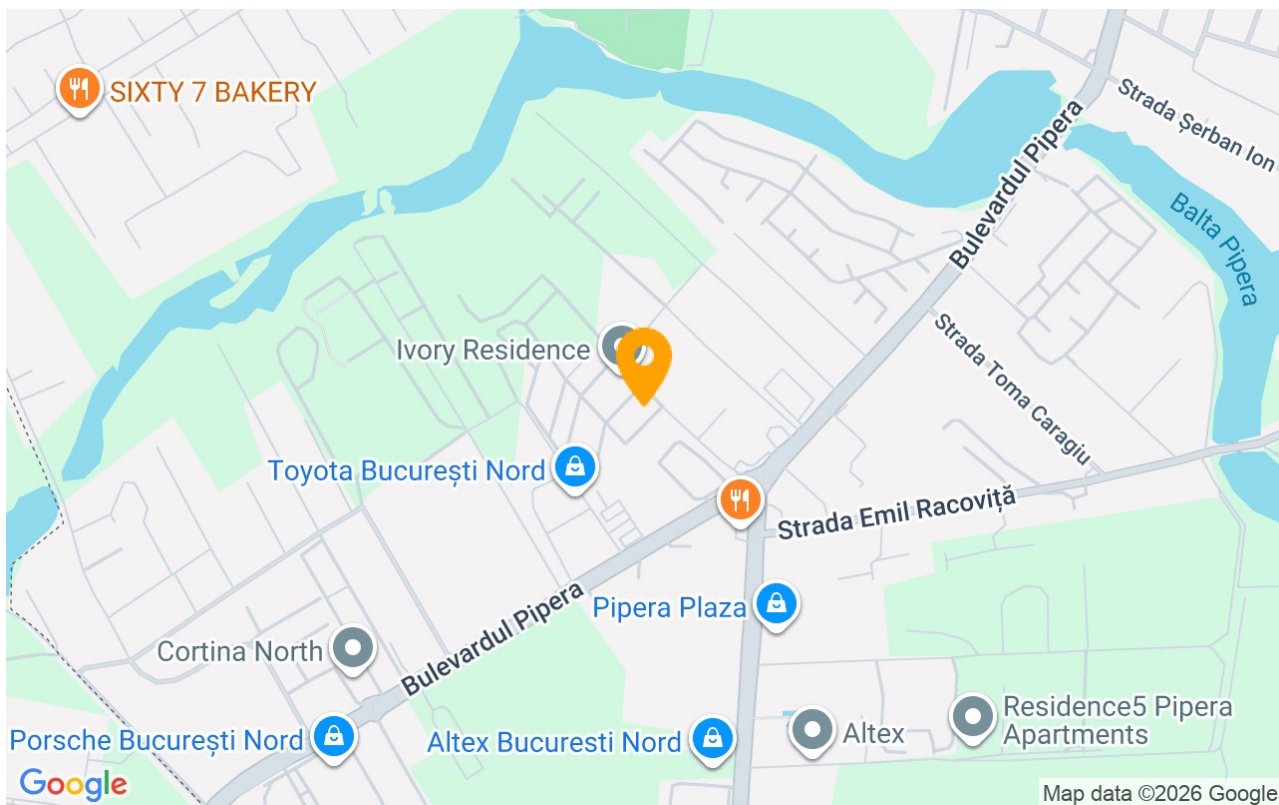 SIXTY 7 BAKERY
Strada Șerban Ion
Bulevardul Pipera
Balta Pipera
Ivory Residence
Strada Toma Caragiu
Toyota București Nord
Strada Emil Racoviță
Bulevardul Pipera
Pipera Plaza
Cortina North
Porsche București Nord
Altex Bucuresti Nord
Altex
Residence5 Pipera
Apartments
Google
Map data ©2026 Google